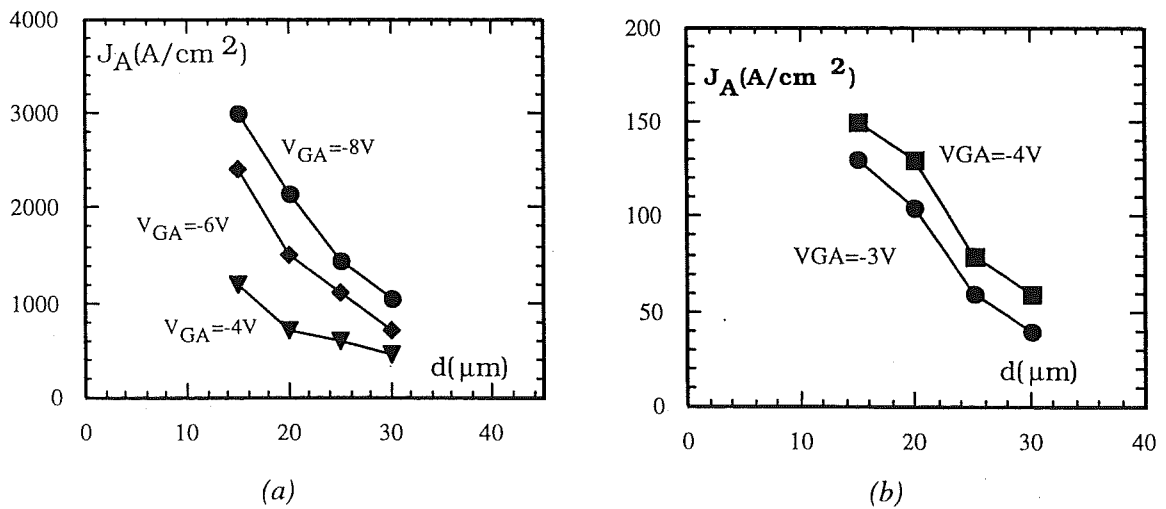 4000
J_A(A/cm 2)
3000
V_GA=-8V
2000
V_GA=-6V
1000
V_GA=-4V
d(μm)
0
0 10 20 30 40
(a)
200
J_A(A/cm 2)
150
VGA=-4V
100
VGA=-3V
50
d(μm)
0
0 10 20 30 40
(b)